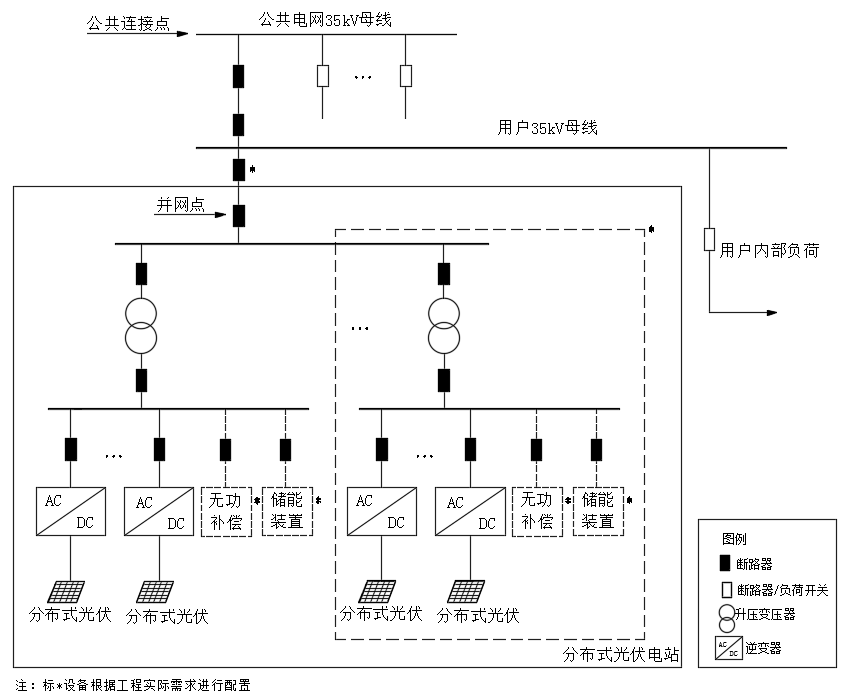 公共连接点
公共电网35kV母线
...
用户35kV母线
*
并网点
*
用户内部负荷
...
... ...
AC
DC
AC
DC
无功
补偿
*
储能
装置
*
AC
DC
AC
DC
无功
补偿
*
储能
装置
*
分布式光伏
分布式光伏
分布式光伏
分布式光伏
分布式光伏电站
图例
断路器
断路器/负荷开关
升压变压器
AC
DC
逆变器
注：标*设备根据工程实际需求进行配置